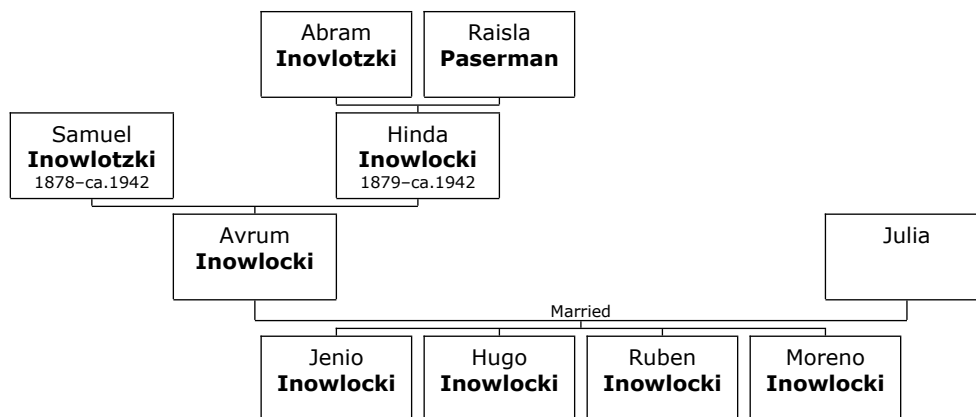 Abram
Inovlotzki
Raisla
Paserman
Samuel
Inowlotzki
1878–ca.1942
Hinda
Inowlocki
1879–ca.1942
Avrum
Inowlocki
Julia
Married
Jenio
Inowlocki
Hugo
Inowlocki
Ruben
Inowlocki
Moreno
Inowlocki